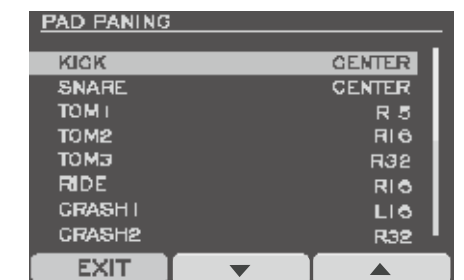 PAD PANING
KICK CENTER
SNARE CENTER
TOM1 R 5
TOM2 R16
TOM3 R32
RIDE R16
CRASH1 L16
CRASH2 R32
EXIT ▼ ▲